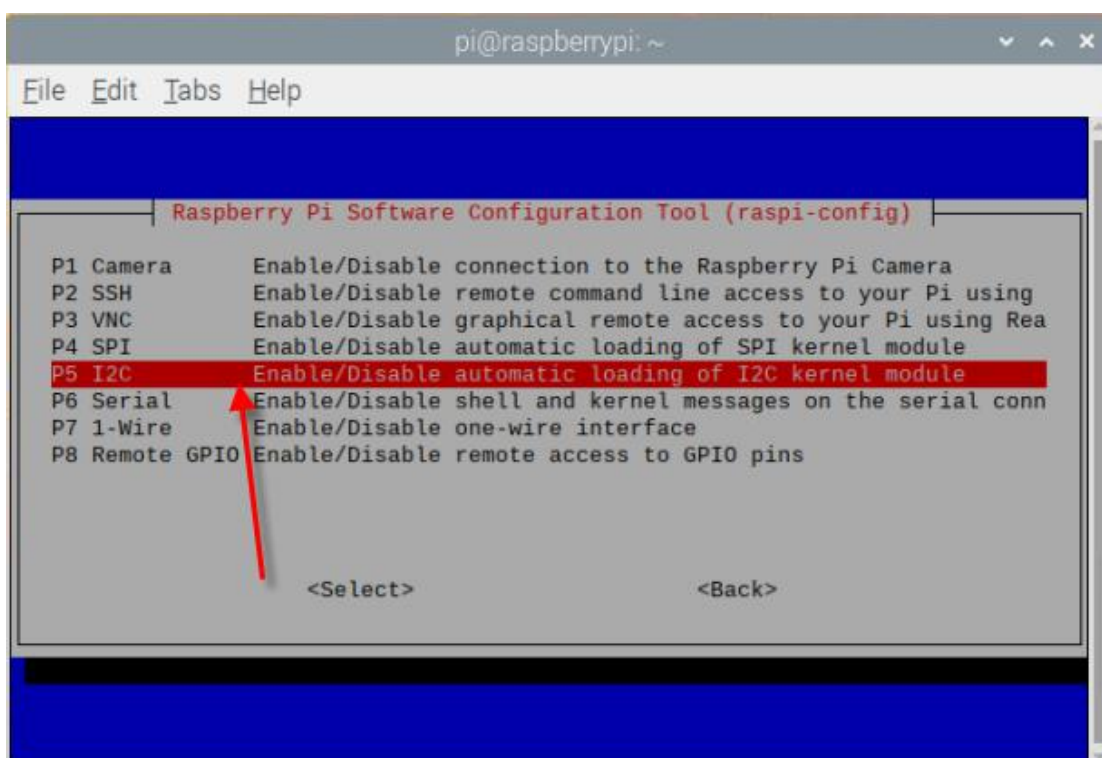 pi@raspberrypi: ~
File Edit Tabs Help
Raspberry Pi Software Configuration Tool (raspi-config)
P1 Camera Enable/Disable connection to the Raspberry Pi Camera
P2 SSH Enable/Disable remote command line access to your Pi using
P3 VNC Enable/Disable graphical remote access to your Pi using Rea
P4 SPI Enable/Disable automatic loading of SPI kernel module
P5 I2C Enable/Disable automatic loading of I2C kernel module
P6 Serial Enable/Disable shell and kernel messages on the serial conn
P7 1-Wire Enable/Disable one-wire interface
P8 Remote GPIO Enable/Disable remote access to GPIO pins
<Select> <Back>